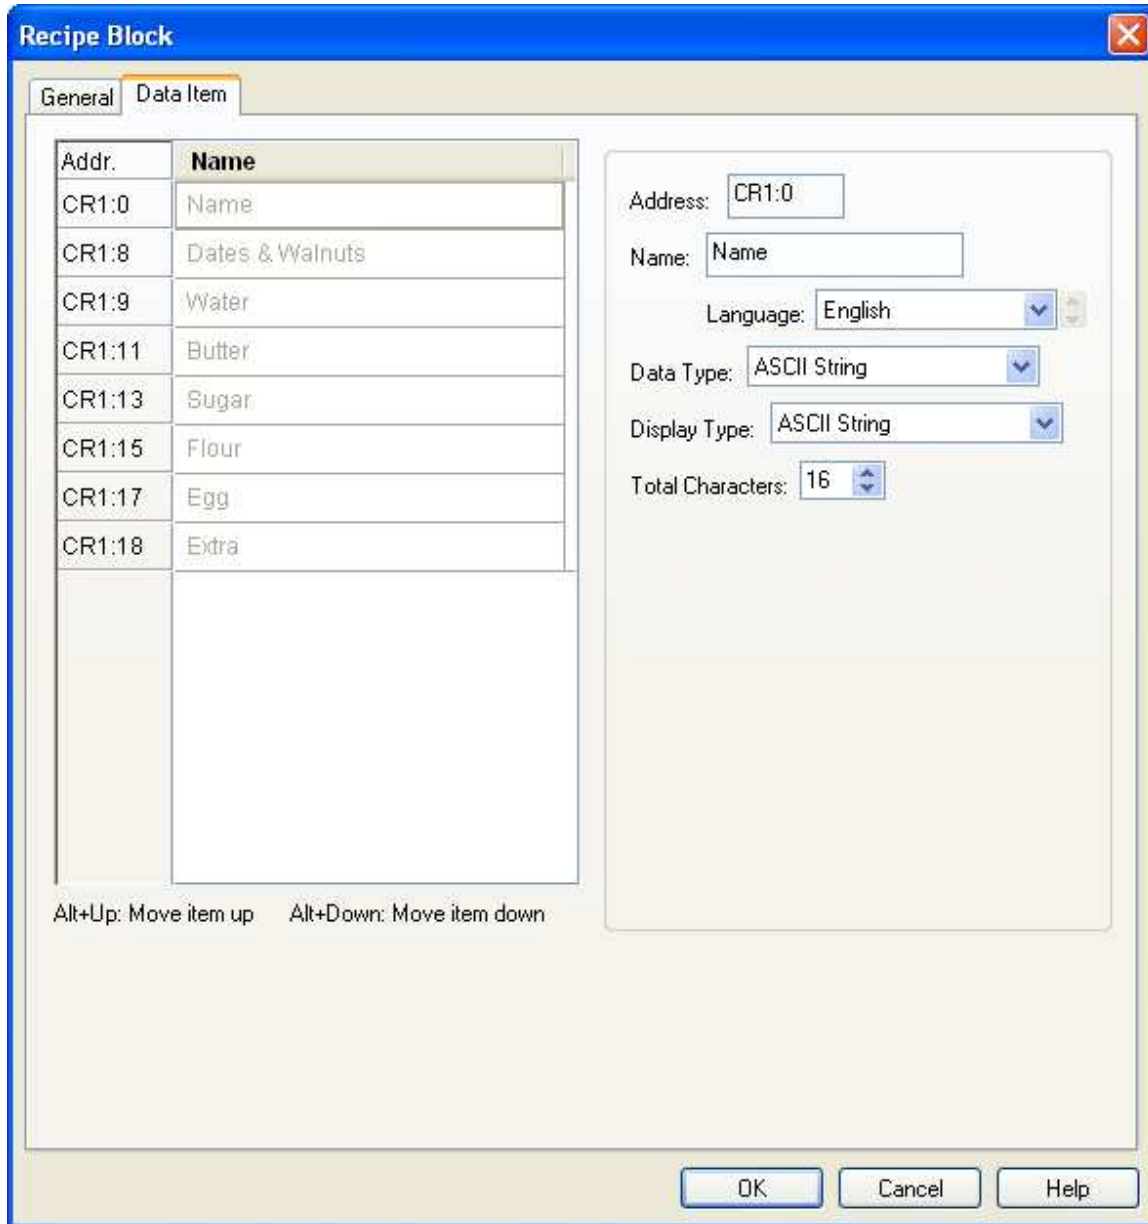 Recipe Block
General Data Item
Addr. Name
CR1:0 Name
CR1:8 Dates & Walnuts
CR1:9 Water
CR1:11 Butter
CR1:13 Sugar
CR1:15 Flour
CR1:17 Egg
CR1:18 Extra
Alt+Up: Move item up Alt+Down: Move item down
Address: CR1:0
Name: Name
Language: English
Data Type: ASCII String
Display Type: ASCII String
Total Characters: 16
OK Cancel Help